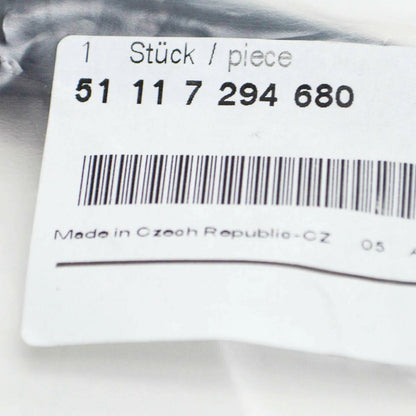 1 Stück / piece
51 11 7 294 680
Made in Czech Republic-CZ 05 A